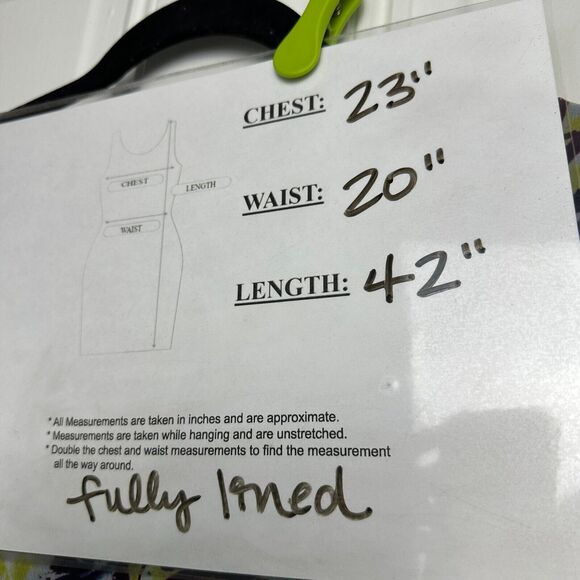 CHEST: 23"
CHEST
LENGTH
WAIST: 20"
WAIST
LENGTH: 42"
* All Measurements are taken in inches and are approximate.
* Measurements are taken while hanging and are unstretched.
* Double the chest and waist measurements to find the measurement
all the way around.
fully lined